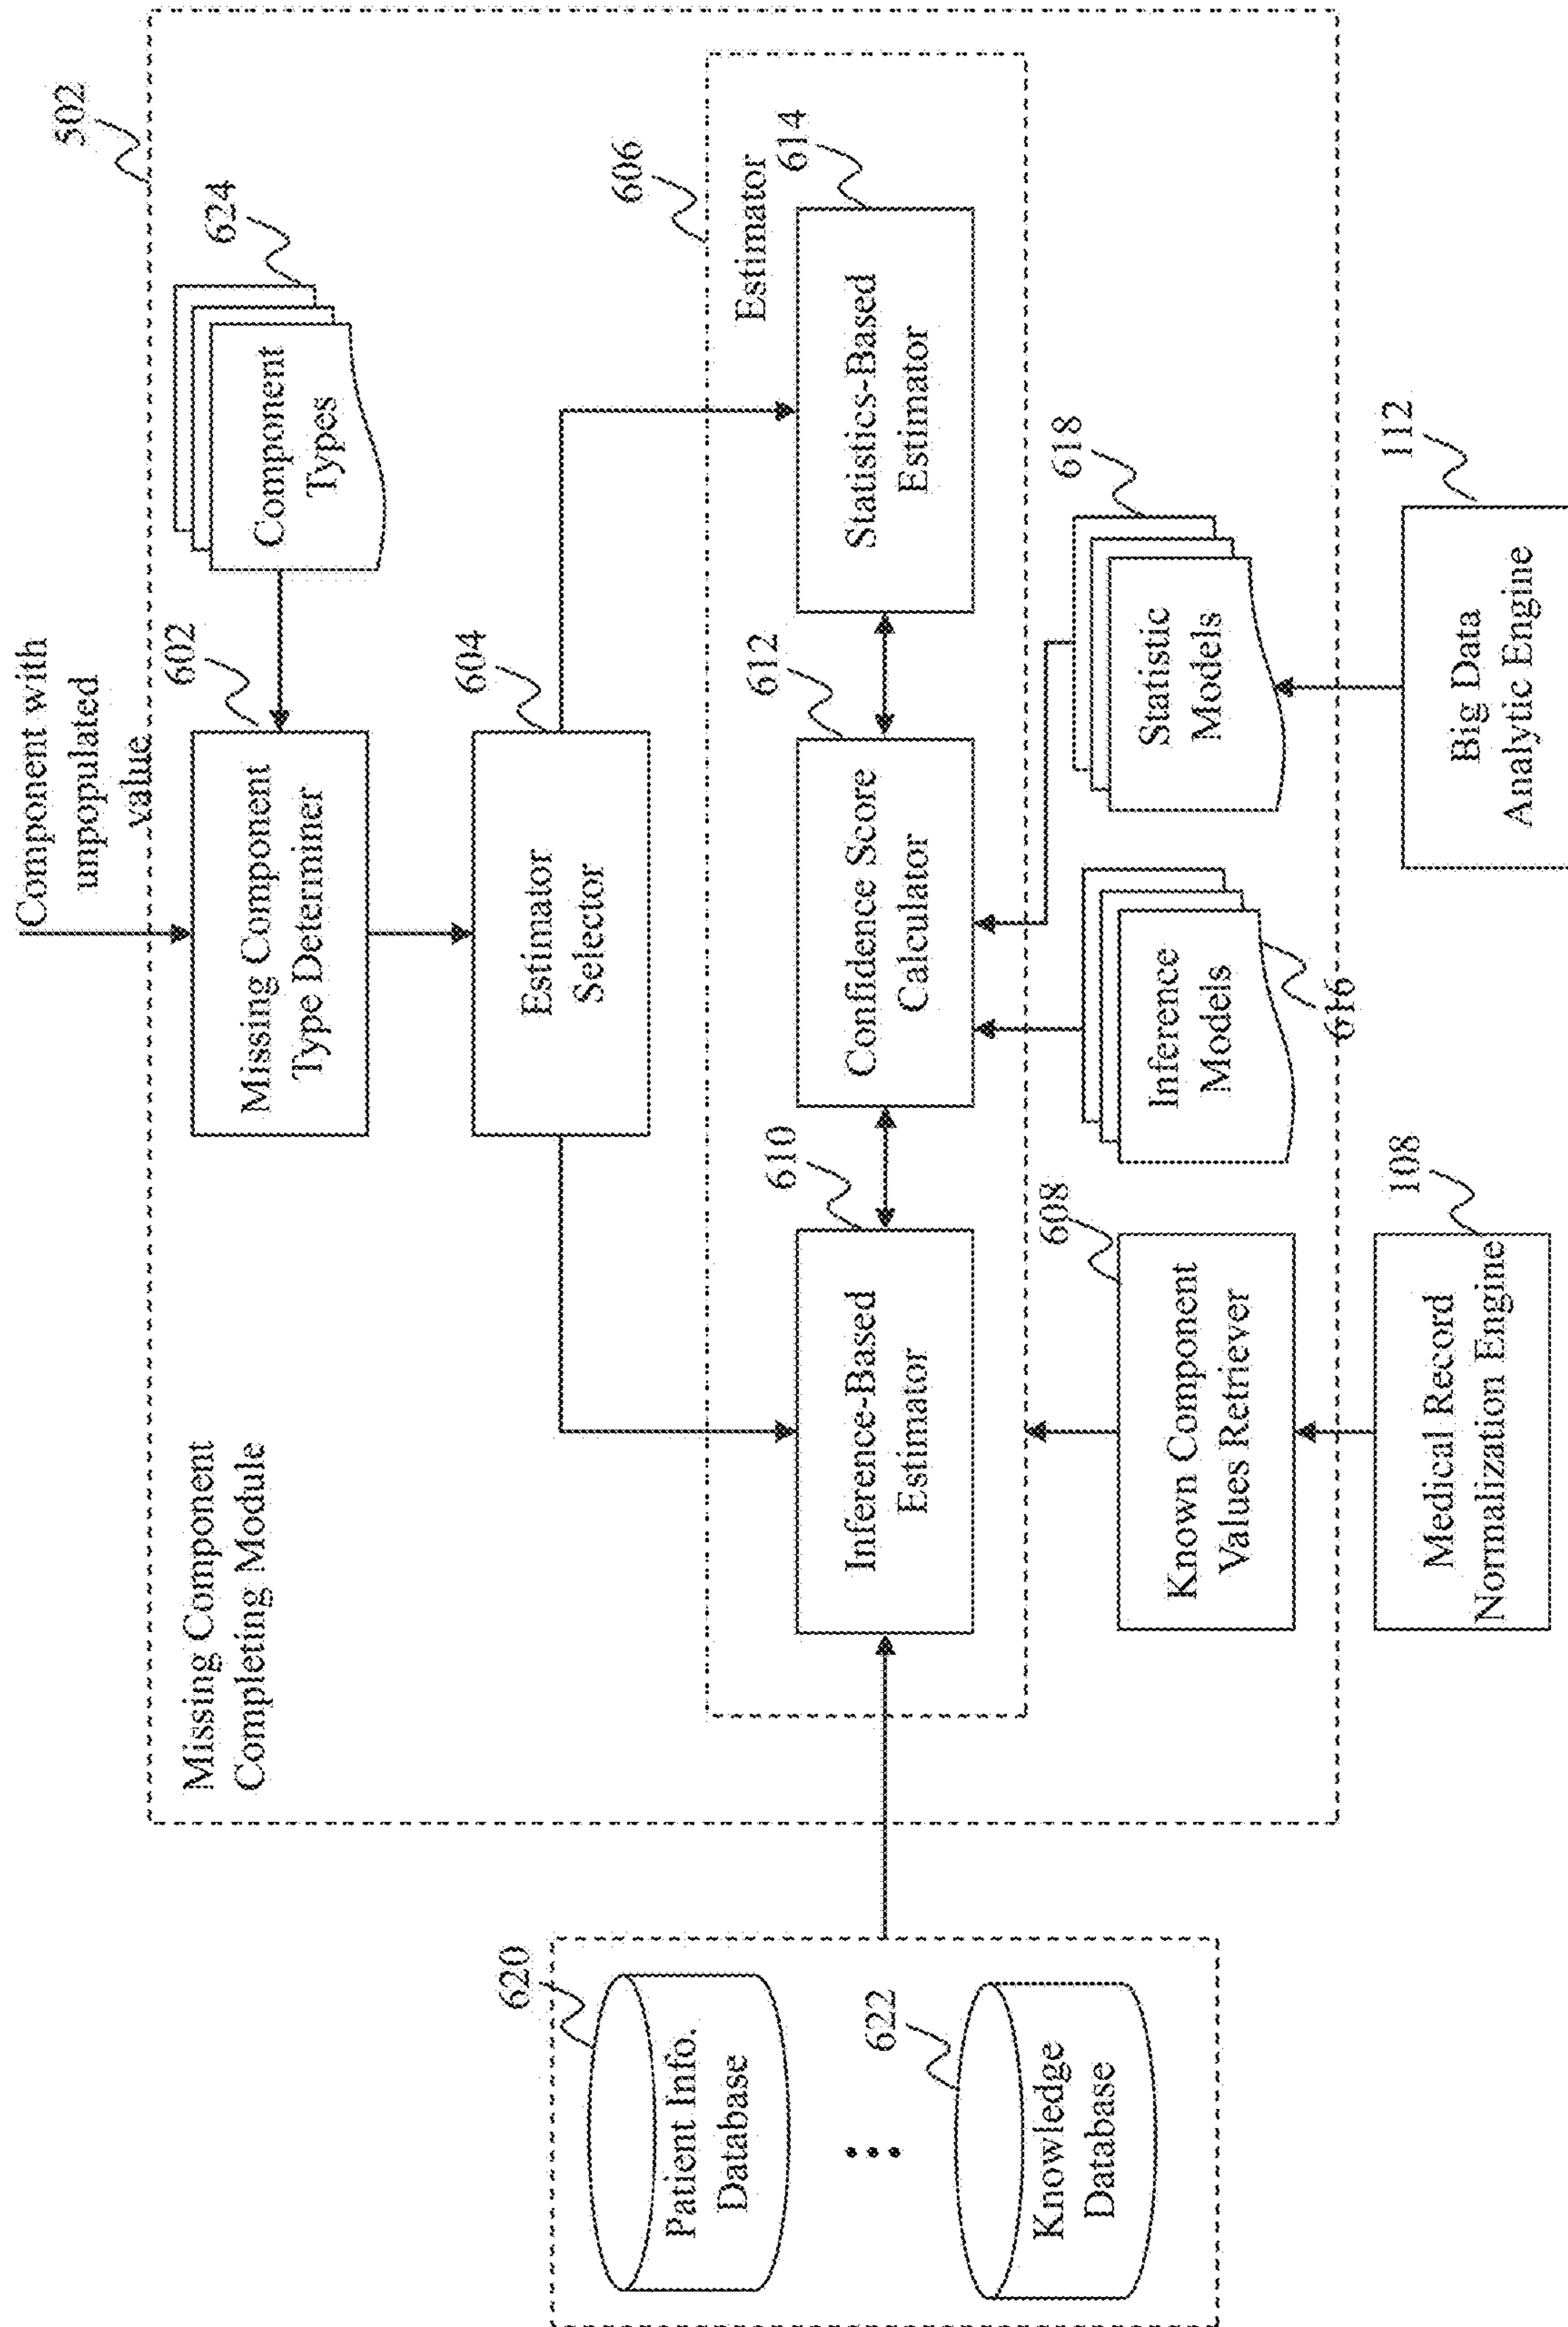 Component with
unpopulated
value
502
Missing Component
Completing Module
602
Missing Component
Type Determiner
624
Component
Types
604
Estimator
Selector
606
Estimator
610
Inference-Based
Estimator
612
Confidence Score
Calculator
614
Statistics-Based
Estimator
620
Patient Info.
Database
622
Knowledge
Database
608
Known Component
Values Retriever
Inference
Models
616
618
Statistic
Models
108
Medical Record
Normalization Engine
112
Big Data
Analytic Engine